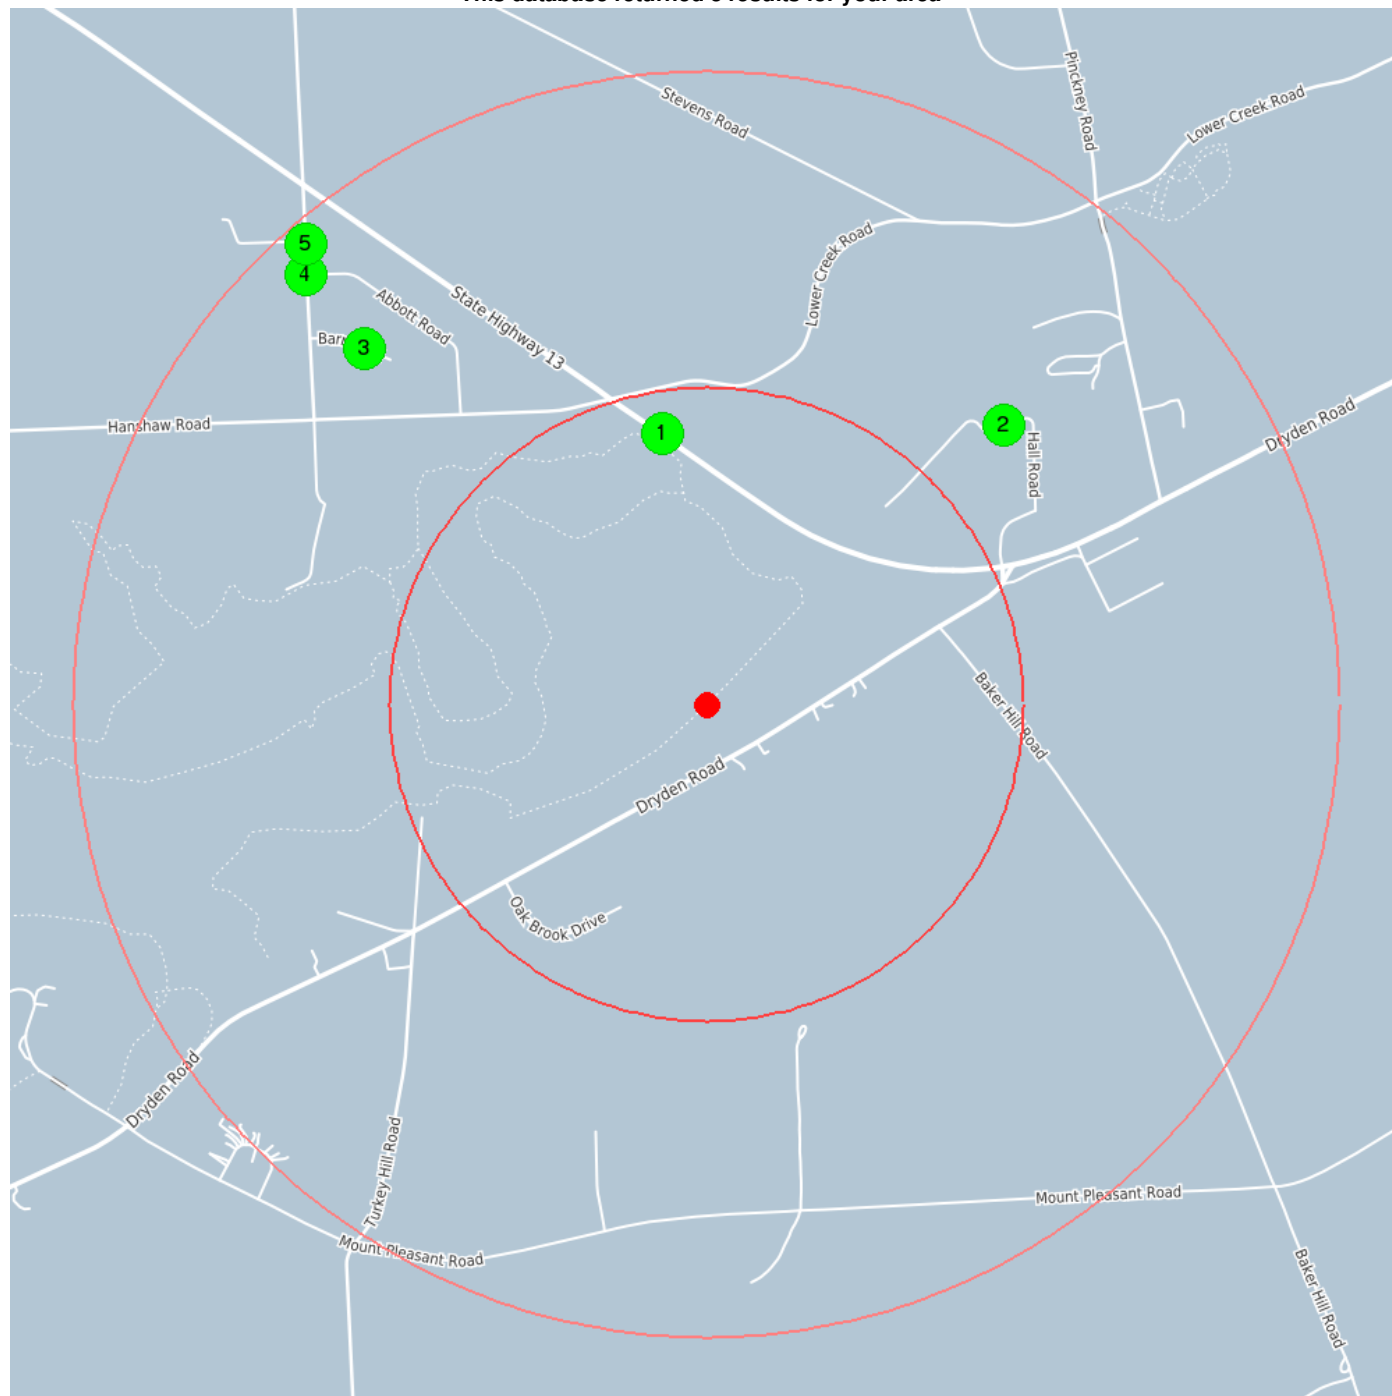 Stevens Road
Pinckney Road
Lower Creek Road
Lower Creek Road
5
4
Abbott Road
State Highway 13
3
Hanshaw Road
1
2
Hall Road
Dryden Road
Baker Hill Road
Dryden Road
Oak Brook Drive
Dryden Road
Turkey Hill Road
Mount Pleasant Road
Mount Pleasant Road
Baker Hill Road